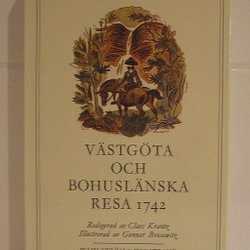 VÄSTGÖTA
OCH
BOHUSLÄNSKA
RESA 1742
Redigerad av Claes Krantz
Illustrerad av Gunnar Brusewitz